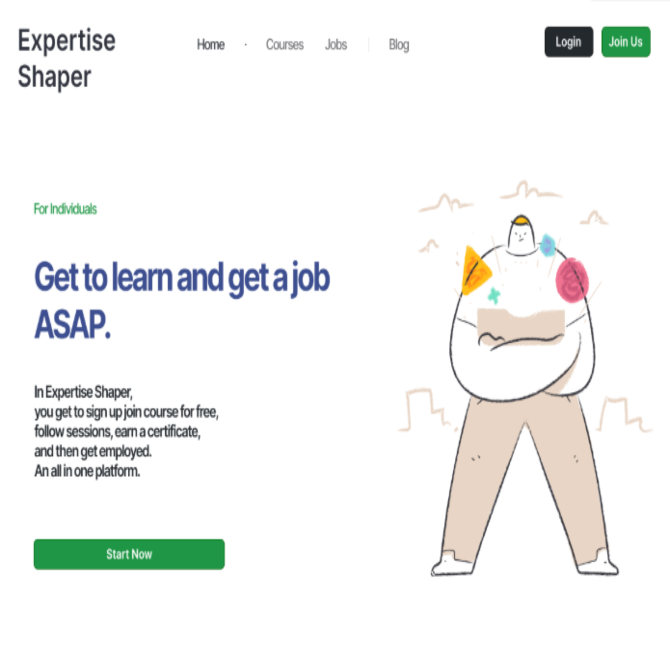 Expertise
Shaper
Home · Courses Jobs | Blog
Login Join Us
For Individuals
Get to learn and get a job
ASAP.
In Expertise Shaper,
you get to sign up join course for free,
follow sessions, earn a certificate,
and then get employed.
An all in one platform.
Start Now